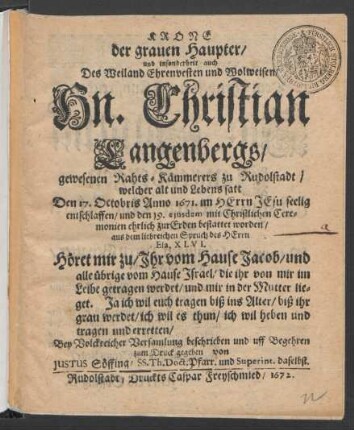 KRONE
der grauen Haupter/
und insonderheit auch
Des Weiland Ehrenvesten und Wolweisen/
Hn. Christian
Langenbergs/
gewesenen Rahts-Kämmerers zu Rudolstadt/
welcher alt und Lebens satt
Den 17. Octobris Anno 1671. im HErrn JEsu seelig
entschlaffen/ und den 19. ejusdem mit Christlichen Cere-
monien ehrlich zur Erden bestattet worden/
aus dem liebreichen Spruch des HErrn
Esa, XLVI.
Höret mir zu/ Ihr vom Hause Jacob/ und
alle übrige vom Hause Israel/ die ihr von mir im
Leibe getragen werdet/ und mir in der Mutter lie-
get. Ja ich wil euch tragen biß ins Alter/ biß ihr
grau werdet/ ich wil es thun/ ich wil heben und
tragen und erretten/
Bey Volckreicher Versamlung beschrieben und uff Begehren
zum Druck gegeben von
JUSTUS Söffing/ SS. Th. Doct. Pfarr. und Superint. daselbst.
Rudolstadt, Druckts Caspar Freyschmied/ 1672.